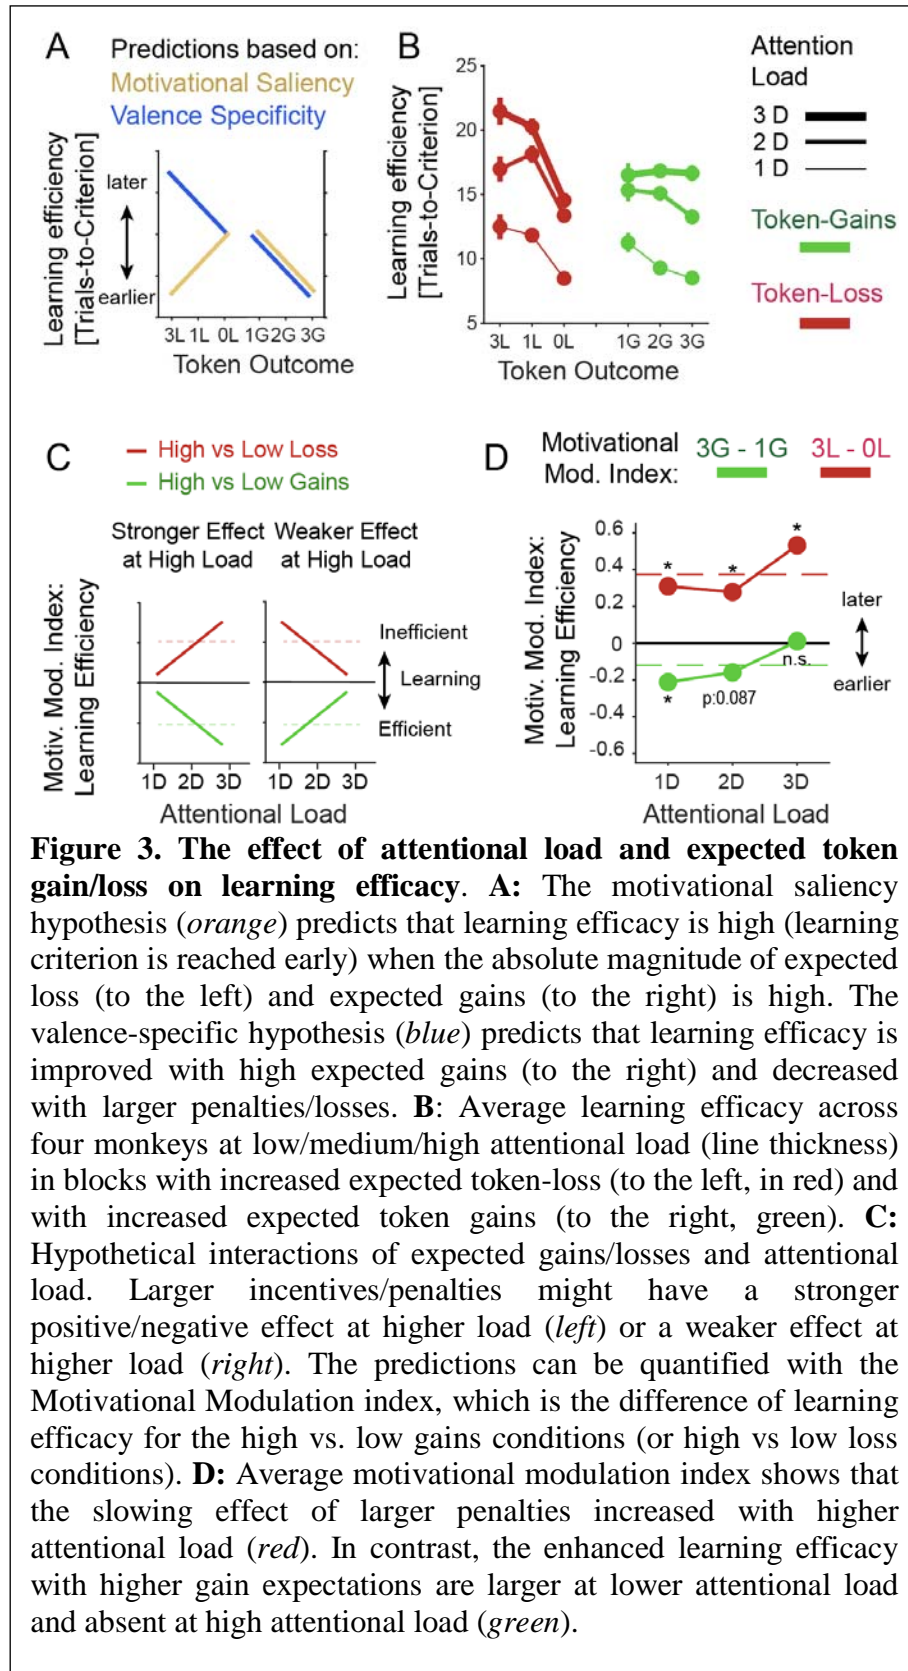 A
Predictions based on:
Motivational Saliency
Valence Specificity
Learning efficiency
[Trials-to-Criterion]
later
earlier
3L 1L 0L 1G 2G 3G
Token Outcome
B
Learning efficiency
[Trials-to-Criterion]
25
20
15
10
5
3L 1L 0L 1G 2G 3G
Token Outcome
Attention
Load
3 D
2 D
1 D
Token-Gains
Token-Loss
C
High vs Low Loss
High vs Low Gains
Stronger Effect
at High Load
Weaker Effect
at High Load
Motiv. Mod. Index:
Learning Efficiency
Inefficient
Learning
Efficient
1D 2D 3D 1D 2D 3D
Attentional Load
D
Motivational
Mod. Index:
3G - 1G 3L - 0L
Motiv. Mod. Index:
Learning Efficiency
0.6
0.4
0.2
0
-0.2
-0.4
-0.6
*
*
*
*
p:0.087
n.s.
later
earlier
1D 2D 3D
Attentional Load
Figure 3. The effect of attentional load and expected token
gain/loss on learning efficacy. A: The motivational saliency
hypothesis (orange) predicts that learning efficacy is high (learning
criterion is reached early) when the absolute magnitude of expected
loss (to the left) and expected gains (to the right) is high. The
valence-specific hypothesis (blue) predicts that learning efficacy is
improved with high expected gains (to the right) and decreased
with larger penalties/losses. B: Average learning efficacy across
four monkeys at low/medium/high attentional load (line thickness)
in blocks with increased expected token-loss (to the left, in red) and
with increased expected token gains (to the right, green). C:
Hypothetical interactions of expected gains/losses and attentional
load. Larger incentives/penalties might have a stronger
positive/negative effect at higher load (left) or a weaker effect at
higher load (right). The predictions can be quantified with the
Motivational Modulation index, which is the difference of learning
efficacy for the high vs. low gains conditions (or high vs low loss
conditions). D: Average motivational modulation index shows that
the slowing effect of larger penalties increased with higher
attentional load (red). In contrast, the enhanced learning efficacy
with higher gain expectations are larger at lower attentional load
and absent at high attentional load (green).